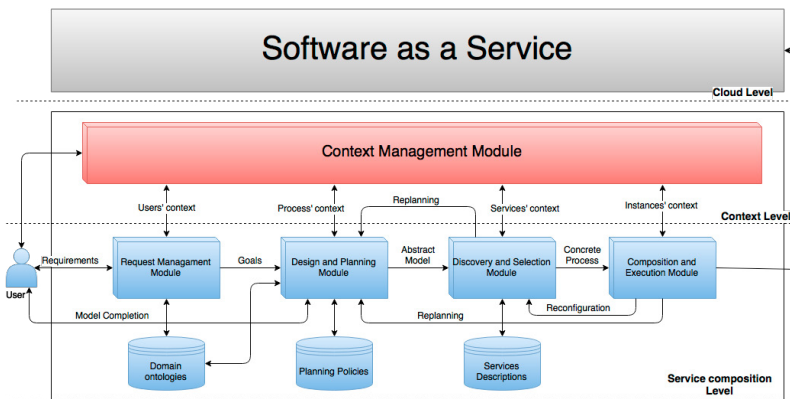 Software as a Service
Cloud Level
Context Management Module
Users' context
Process' context
Replanning
Services' context
Instances' context
Context Level
User
Requirements
Request Managament
Module
Goals
Design and Planning
Module
Abstract
Model
Discovery and Selection
Module
Concrete
Process
Composition and
Execution Module
Model Completion
Replanning
Reconfiguration
Domain
ontologies
Planning Policies
Services
Descriptions
Service composition
Level